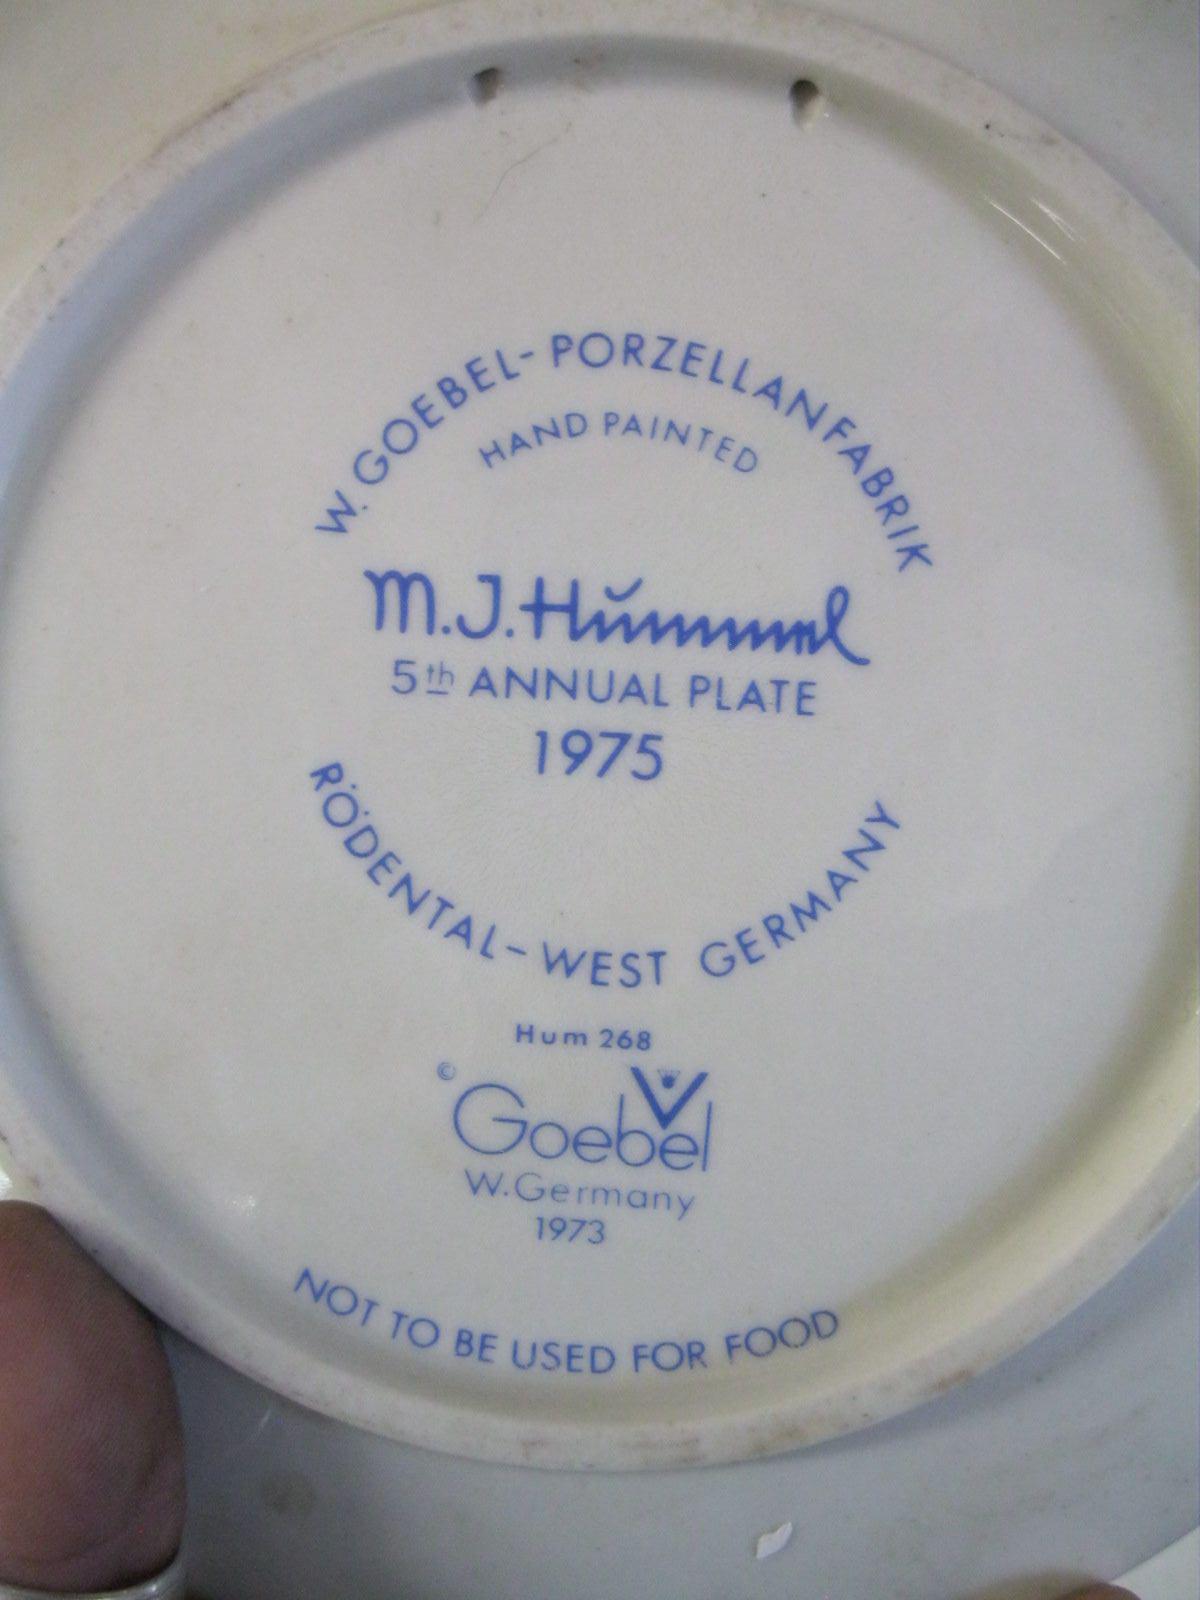 W. GOEBEL-PORZELLANFABRIK
HAND PAINTED
M.J.Hummel
5th ANNUAL PLATE
1975
RÖDENTAL-WEST GERMANY
Hum 268
© Goebel
W.Germany
1973
NOT TO BE USED FOR FOOD